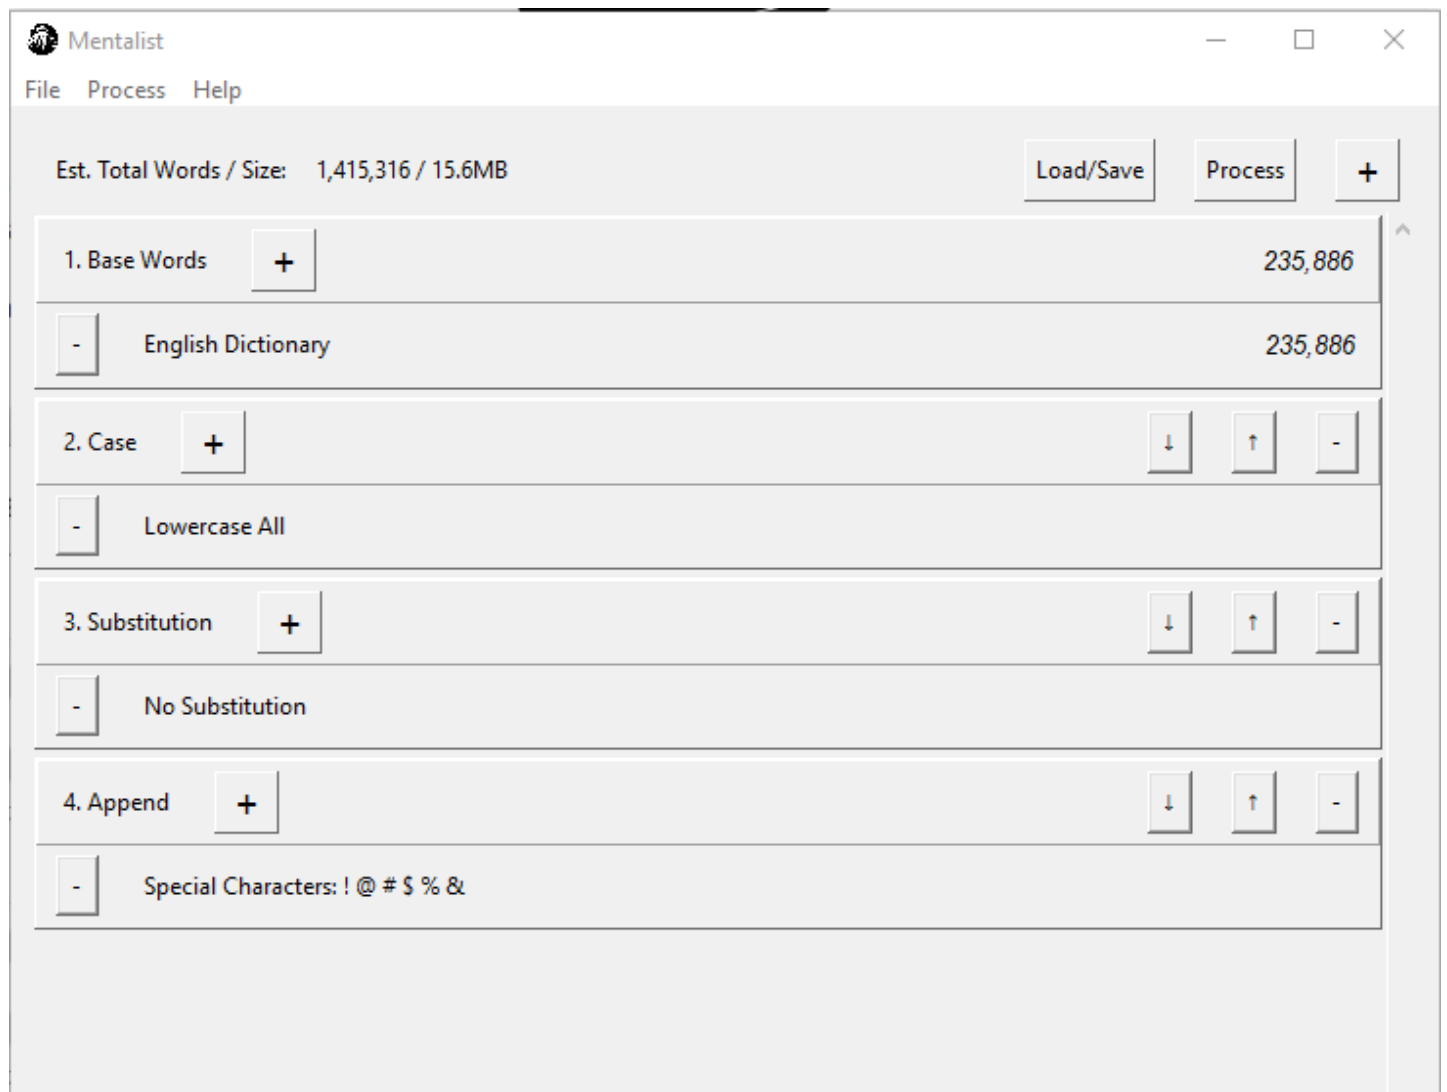 Mentalist
File Process Help
Est. Total Words / Size: 1,415,316 / 15.6MB Load/Save Process +
1. Base Words + 235,886
- English Dictionary 235,886
2. Case + ↓ ↑ -
- Lowercase All
3. Substitution + ↓ ↑ -
- No Substitution
4. Append + ↓ ↑ -
- Special Characters: ! @ # $ % &